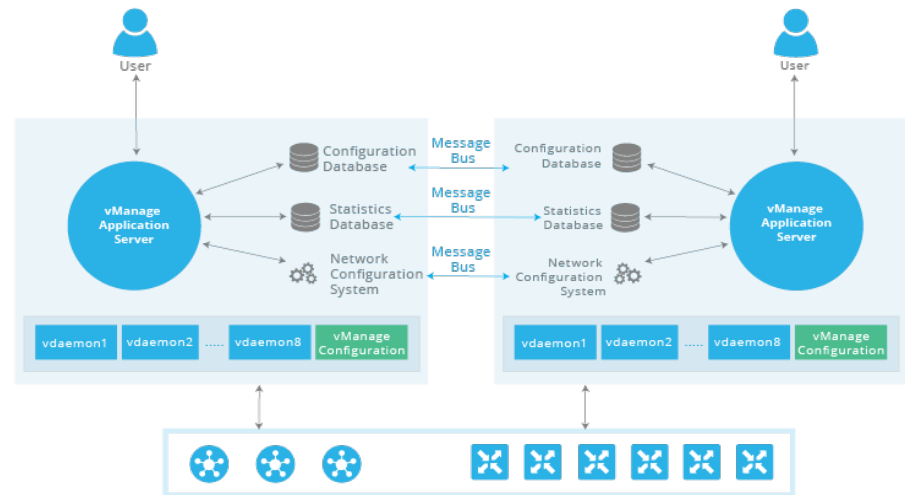 User
User
Configuration
Database
Message
Bus
Configuration
Database
vManage
Application
Server
Statistics
Database
Message
Bus
Statistics
Database
vManage
Application
Server
Network
Configuration
System
Message
Bus
Network
Configuration
System
vdaemon1
vdaemon2
.....
vdaemon8
vManage
Configuration
vdaemon1
vdaemon2
.....
vdaemon8
vManage
Configuration